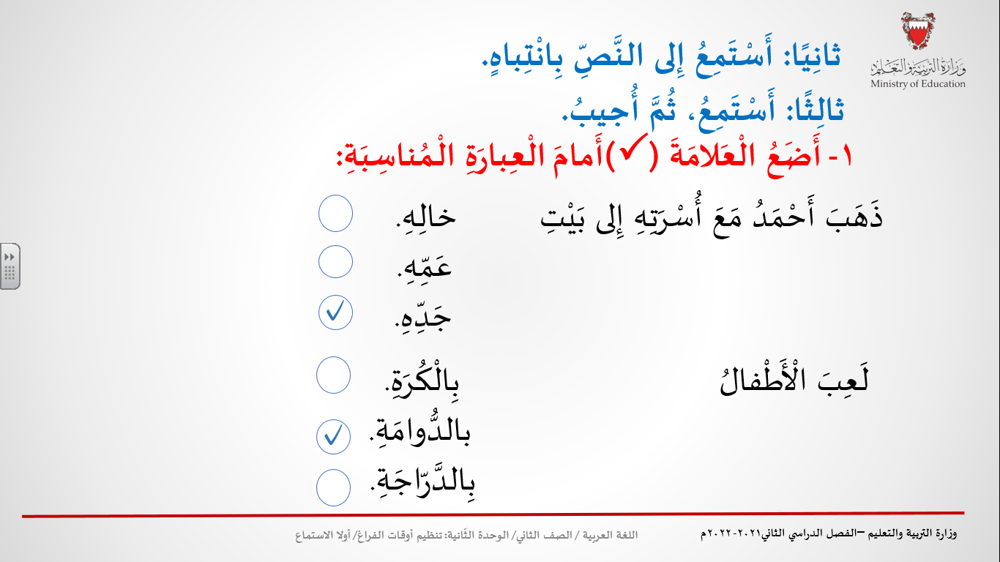 وزارة التربية والتعليم
Ministry of Education
ثانِيًا: أَسْتَمِعُ إِلى النَّصِّ بِانْتِباهٍ.
ثالِثًا: أَسْتَمِعُ، ثُمَّ أُجيبُ.
١- أَضَعُ الْعَلامَةَ (✓)أَمامَ الْعِبارَةِ الْمُناسِبَةِ:
ذَهَبَ أَحْمَدُ مَعَ أُسْرَتِهِ إِلى بَيْتِ خالِهِ.
عَمِّهِ.
جَدِّهِ. ✓
لَعِبَ الْأَطْفالُ بِالْكُرَةِ.
بالدُّوامَةِ. ✓
بِالدَّرّاجَةِ.
وزارة التربية والتعليم –الفصل الدراسي الثاني٢٠٢١-٢٠٢٢م
اللغة العربية / الصف الثاني/ الوحدة الثّانية: تنظيم أوقات الفراغ/ أولا الاستماع